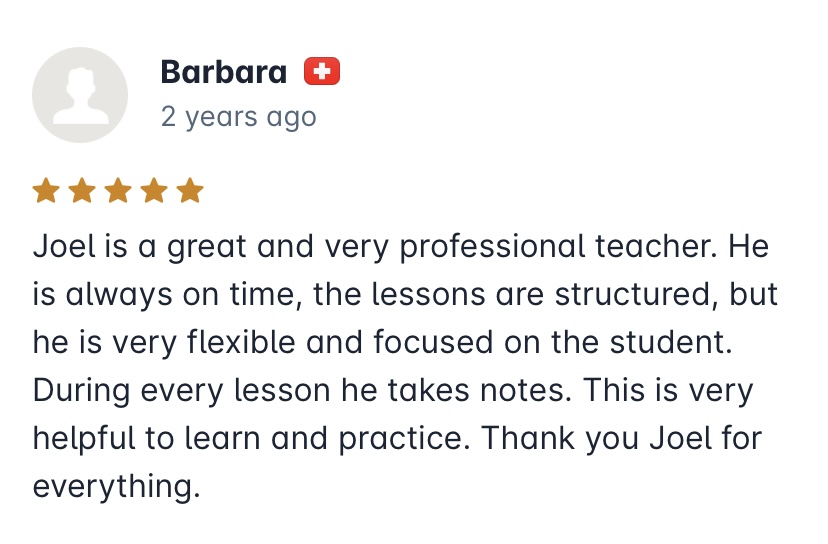 Barbara
2 years ago
Joel is a great and very professional teacher. He
is always on time, the lessons are structured, but
he is very flexible and focused on the student.
During every lesson he takes notes. This is very
helpful to learn and practice. Thank you Joel for
everything.